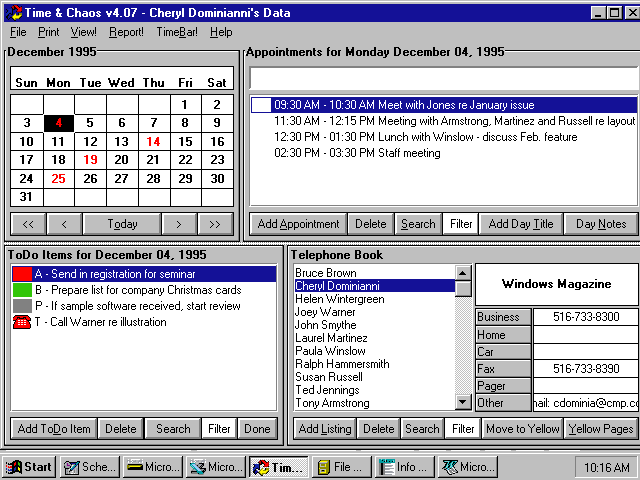 Time & Chaos v4.07 - Cheryl Dominianni's Data
File Print View! Report! TimeBar! Help
December 1995
Sun Mon Tue Wed Thu Fri Sat
1 2
3 4 5 6 7 8 9
10 11 12 13 14 15 16
17 18 19 20 21 22 23
24 25 26 27 28 29 30
31
<< < Today > >>
Appointments for Monday December 04, 1995
09:30 AM - 10:30 AM Meet with Jones re January issue
11:30 AM - 12:15 PM Meeting with Armstrong, Martinez and Russell re layout
12:30 PM - 01:30 PM Lunch with Winslow - discuss Feb. feature
02:30 PM - 03:30 PM Staff meeting
Add Appointment Delete Search Filter Add Day Title Day Notes
ToDo Items for December 04, 1995
A - Send in registration for seminar
B - Prepare list for company Christmas cards
P - If sample software received, start review
T - Call Warner re illustration
Add ToDo Item Delete Search Filter Done
Telephone Book
Bruce Brown
Cheryl Dominianni
Helen Wintergreen
Joey Warner
John Smythe
Laurel Martinez
Paula Winslow
Ralph Hammersmith
Susan Russell
Ted Jennings
Tony Armstrong
Windows Magazine
Business 516-733-8300
Home
Car
Fax 516-733-8390
Pager
Other nail: cdominia@cmp.co
Add Listing Delete Search Filter Move to Yellow Yellow Pages
Start Sche... Micro... Micro... Tim... File ... Info ... Micro... 10:16 AM